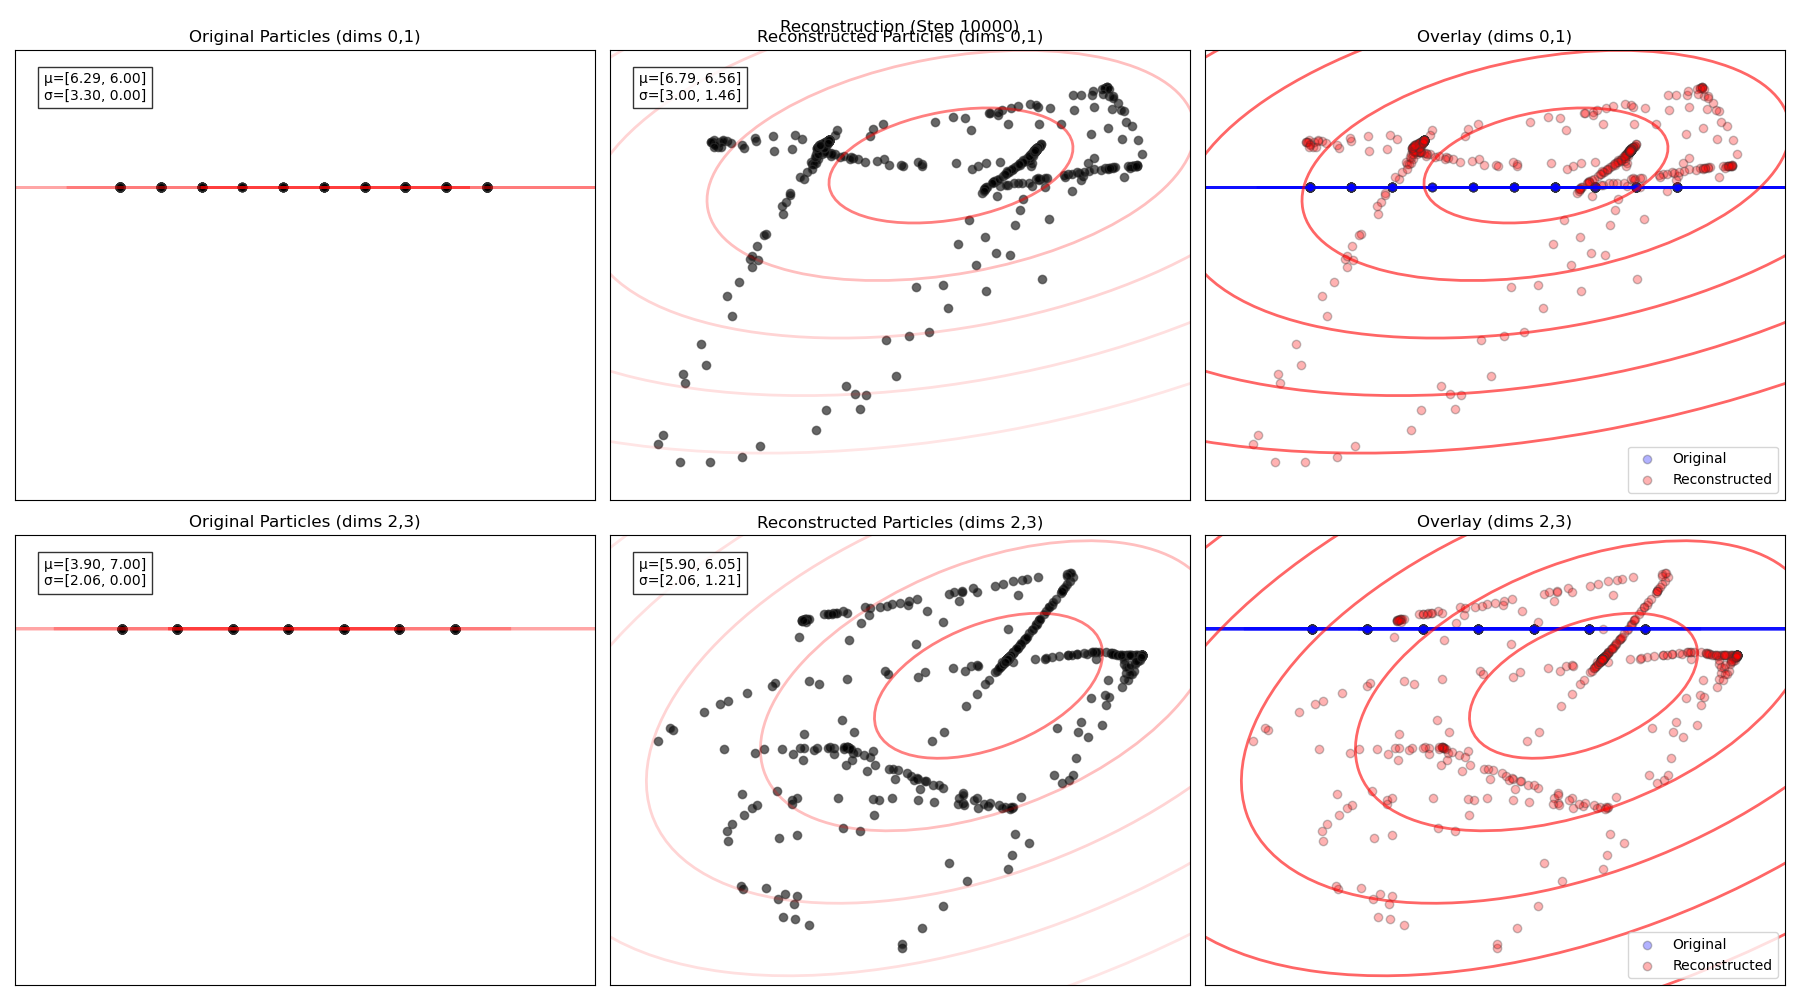 Reconstruction (Step 10000)
Original Particles (dims 0,1)
Reconstructed Particles (dims 0,1)
Overlay (dims 0,1)
μ=[6.29, 6.00]
σ=[3.30, 0.00]
μ=[6.79, 6.56]
σ=[3.00, 1.46]
Original
Reconstructed
Original Particles (dims 2,3)
Reconstructed Particles (dims 2,3)
Overlay (dims 2,3)
μ=[3.90, 7.00]
σ=[2.06, 0.00]
μ=[5.90, 6.05]
σ=[2.06, 1.21]
Original
Reconstructed